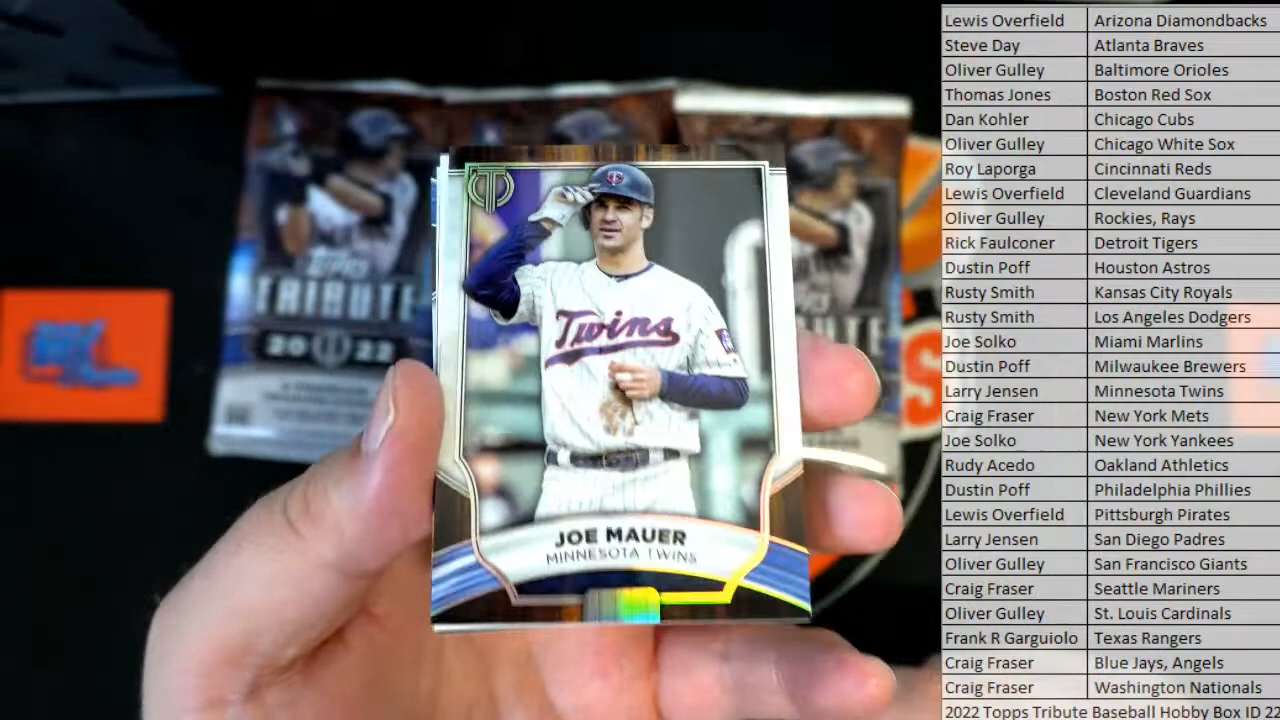 TRIBUTE
20 22
Twins
JOE MAUER
MINNESOTA TWINS
Lewis Overfield Arizona Diamondbacks
Steve Day Atlanta Braves
Oliver Gulley Baltimore Orioles
Thomas Jones Boston Red Sox
Dan Kohler Chicago Cubs
Oliver Gulley Chicago White Sox
Roy Laporga Cincinnati Reds
Lewis Overfield Cleveland Guardians
Oliver Gulley Rockies, Rays
Rick Faulconer Detroit Tigers
Dustin Poff Houston Astros
Rusty Smith Kansas City Royals
Rusty Smith Los Angeles Dodgers
Joe Solko Miami Marlins
Dustin Poff Milwaukee Brewers
Larry Jensen Minnesota Twins
Craig Fraser New York Mets
Joe Solko New York Yankees
Rudy Acedo Oakland Athletics
Dustin Poff Philadelphia Phillies
Lewis Overfield Pittsburgh Pirates
Larry Jensen San Diego Padres
Oliver Gulley San Francisco Giants
Craig Fraser Seattle Mariners
Oliver Gulley St. Louis Cardinals
Frank R Garguiolo Texas Rangers
Craig Fraser Blue Jays, Angels
Craig Fraser Washington Nationals
2022 Topps Tribute Baseball Hobby Box ID 22